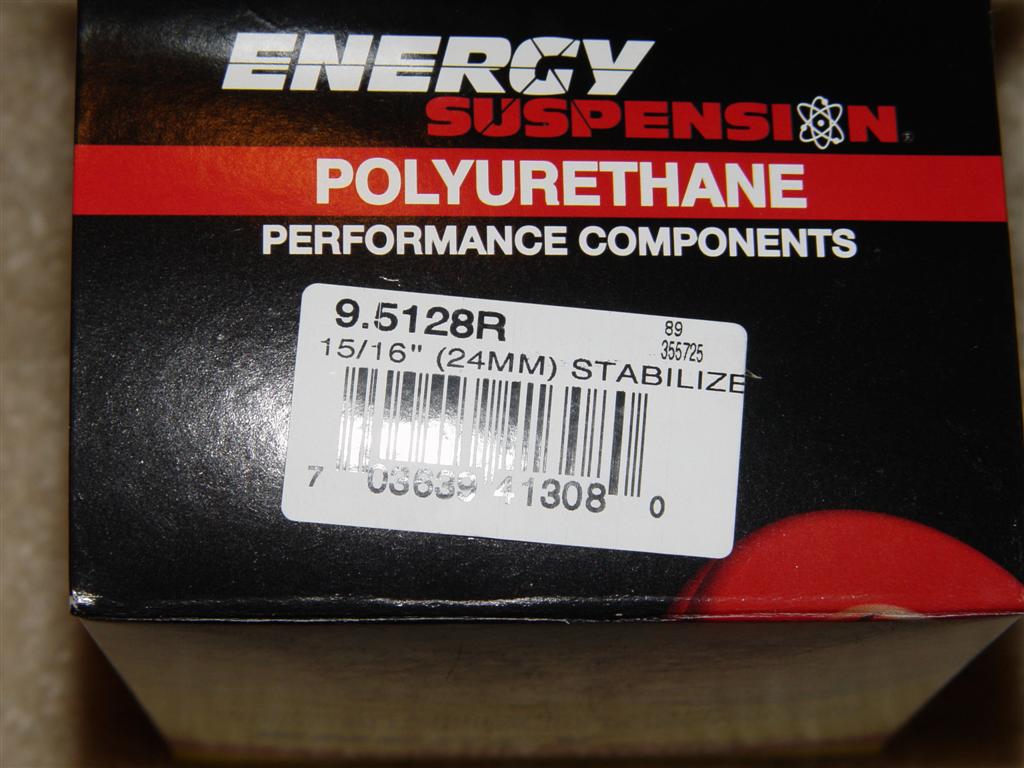 ENERGY
SUSPENSION
POLYURETHANE
PERFORMANCE COMPONENTS
9.5128R
89
355725
15/16" (24MM) STABILIZE
7 03639 41308 0